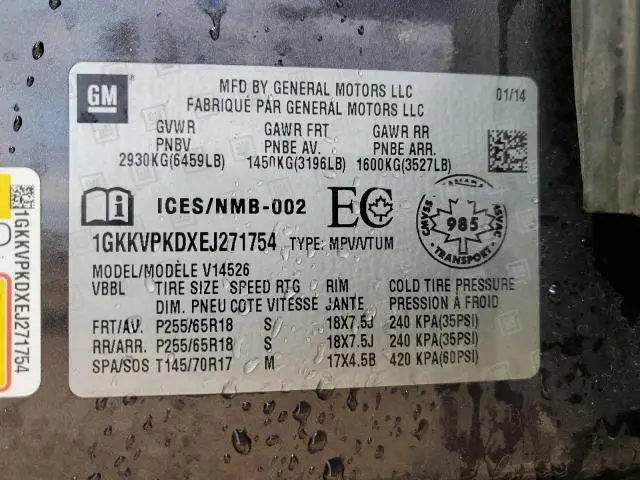 GM
MFD BY GENERAL MOTORS LLC
FABRIQUÉ PAR GENERAL MOTORS LLC
01/14
GVWR GAWR FRT GAWR RR
PNBV PNBE AV. PNBE ARR.
2930KG(6459LB) 1450KG(3196LB) 1600KG(3527LB)
i ICES/NMB-002 EC
1GKKVPKDXEJ271754 TYPE: MPV/VTUM
CANADA
CMVSS 985 NSVAC
TRANSPORT
MODEL/MODÈLE V14526
VBBL TIRE SIZE SPEED RTG RIM COLD TIRE PRESSURE
DIM. PNEU COTE VITESSE JANTE PRESSION À FROID
FRT/AV. P255/65R18 S 18X7.5J 240 KPA(35PSI)
RR/ARR. P255/65R18 S 18X7.5J 240 KPA(35PSI)
SPA/SOS T145/70R17 M 17X4.5B 420 KPA(60PSI)
1GKKVPKDXEJ271754